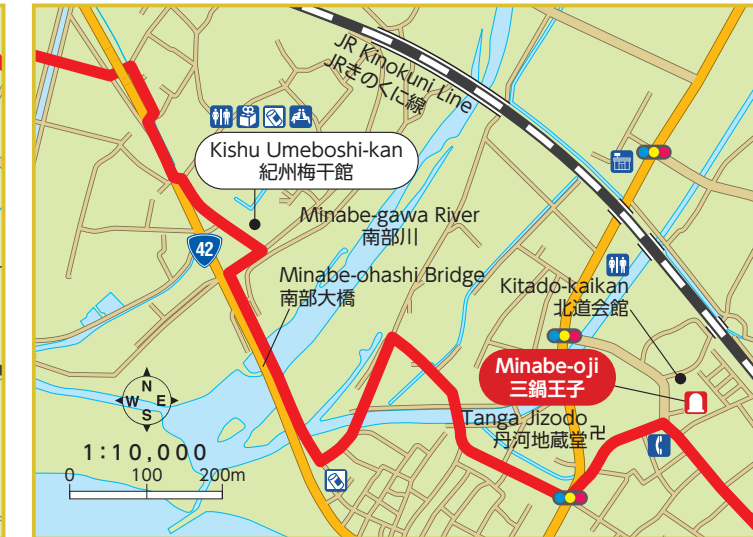 JR Kinokuni Line
JRきのくに線
Kishu Umeboshi-kan
紀州梅干館
Minabe-gawa River
南部川
42
Minabe-ohashi Bridge
南部大橋
Kitado-kaikan
北道会館
Minabe-oji
三鍋王子
Tanga Jizodo
丹河地蔵堂卍
N
W E
S
1:10,000
0 100 200m